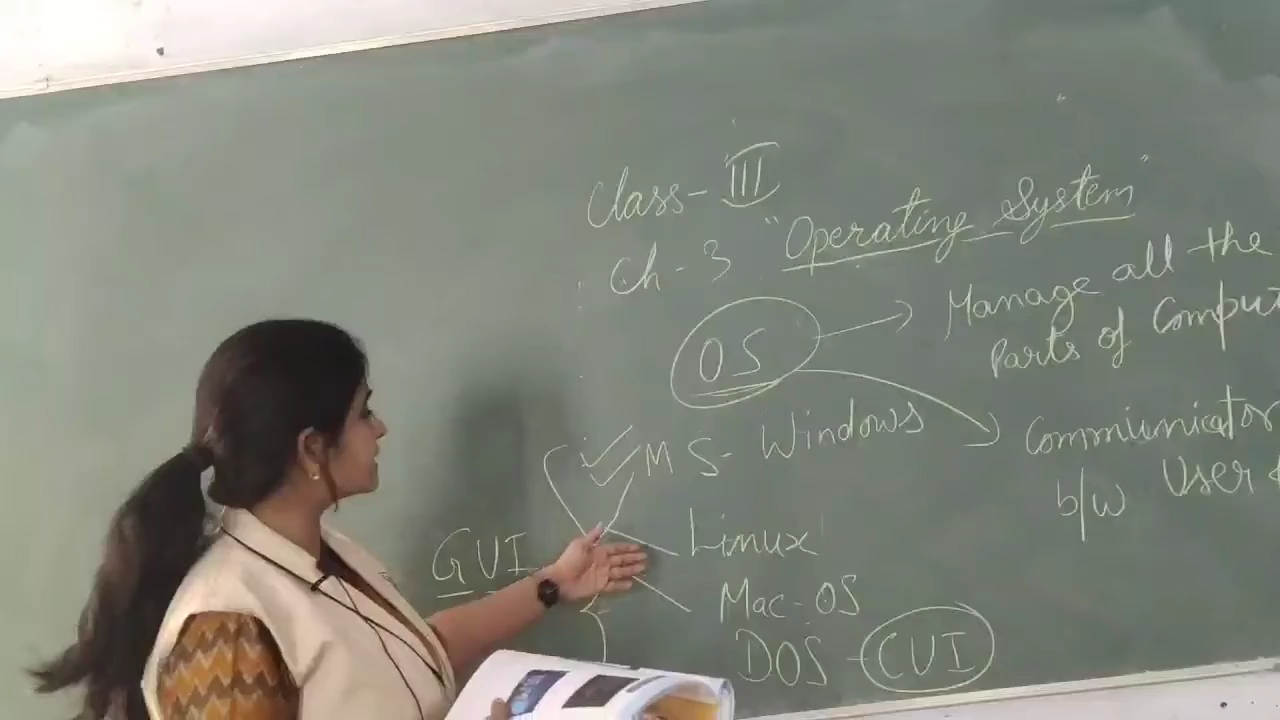 Class - III
Ch - 3 "Operating System"
OS → Manage all the
Parts of
Communicator
b/w User
MS - Windows
Linux
GUI
Mac - OS
DOS - CUI